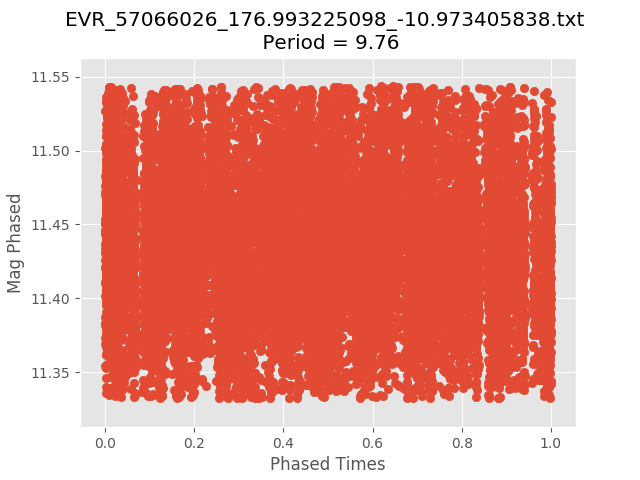 EVR_57066026_176.993225098_-10.973405838.txt
Period = 9.76
11.55
11.50
11.45
11.40
11.35
Mag Phased
0.0 0.2 0.4 0.6 0.8 1.0
Phased Times